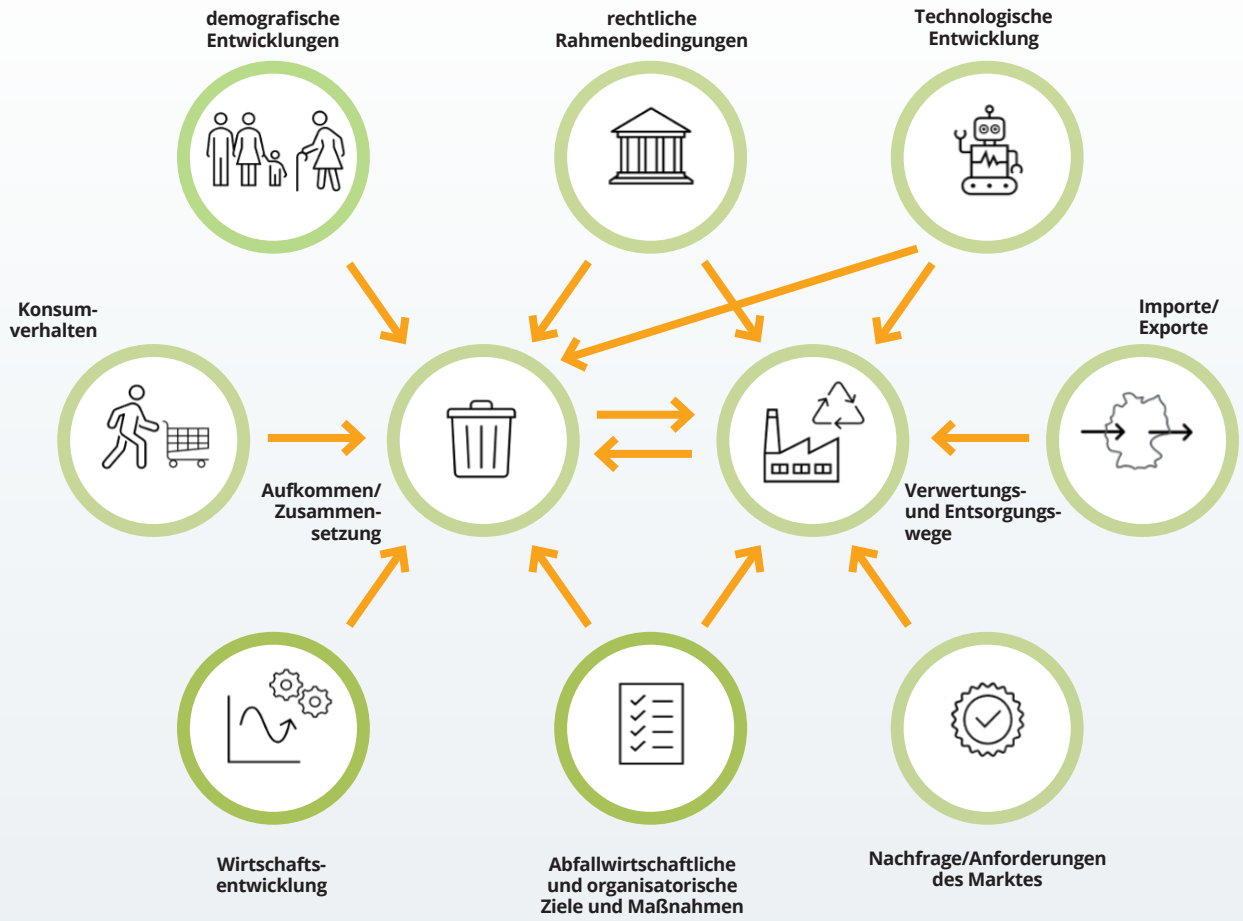 demografische
Entwicklungen
rechtliche
Rahmenbedingungen
Technologische
Entwicklung
Konsum-
verhalten
Importe/
Exporte
Aufkommen/
Zusammen-
setzung
Verwertungs-
und Entsorgungs-
wege
Wirtschafts-
entwicklung
Abfallwirtschaftliche
und organisatorische
Ziele und Maßnahmen
Nachfrage/Anforderungen
des Marktes